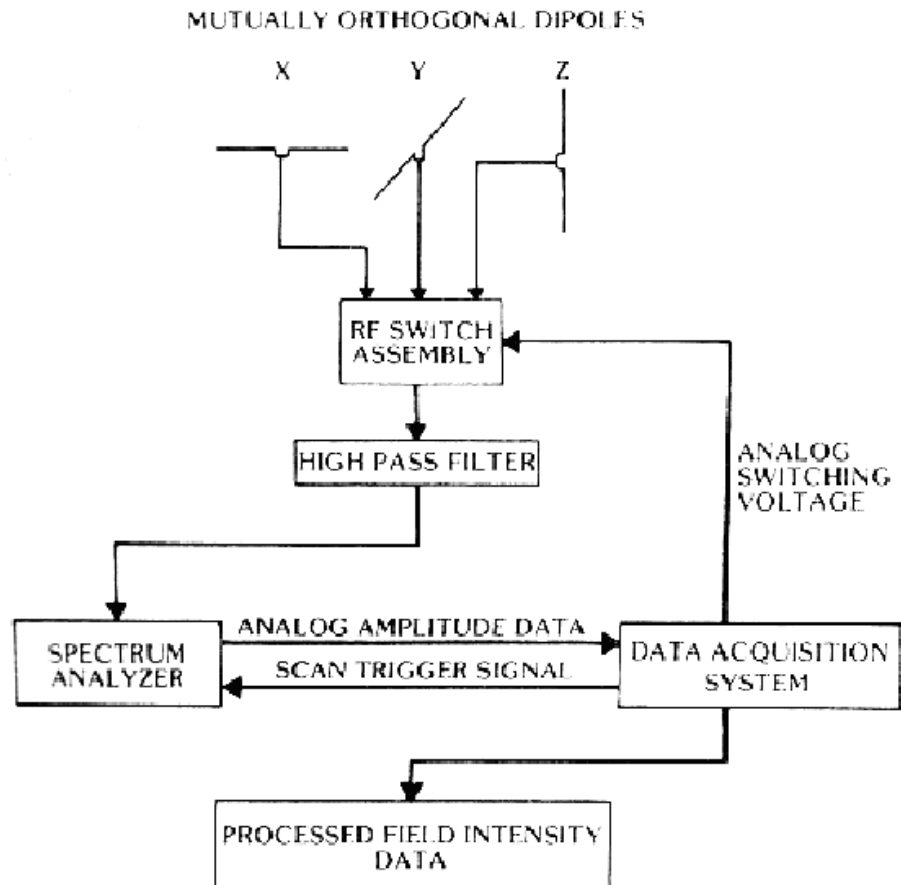 MUTUALLY ORTHOGONAL DIPOLES
X Y Z
RF SWITCH
ASSEMBLY
HIGH PASS FILTER
ANALOG
SWITCHING
VOLTAGE
SPECTRUM
ANALYZER
ANALOG AMPLITUDE DATA
SCAN TRIGGER SIGNAL
DATA ACQUISITION
SYSTEM
PROCESSED FIELD INTENSITY
DATA